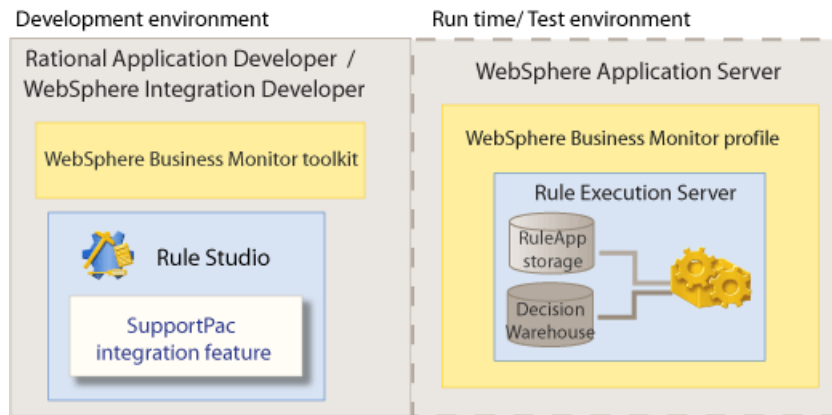 Development environment
Rational Application Developer /
WebSphere Integration Developer
WebSphere Business Monitor toolkit
Rule Studio
SupportPac
integration feature
Run time/ Test environment
WebSphere Application Server
WebSphere Business Monitor profile
Rule Execution Server
RuleApp
storage
Decision
Warehouse